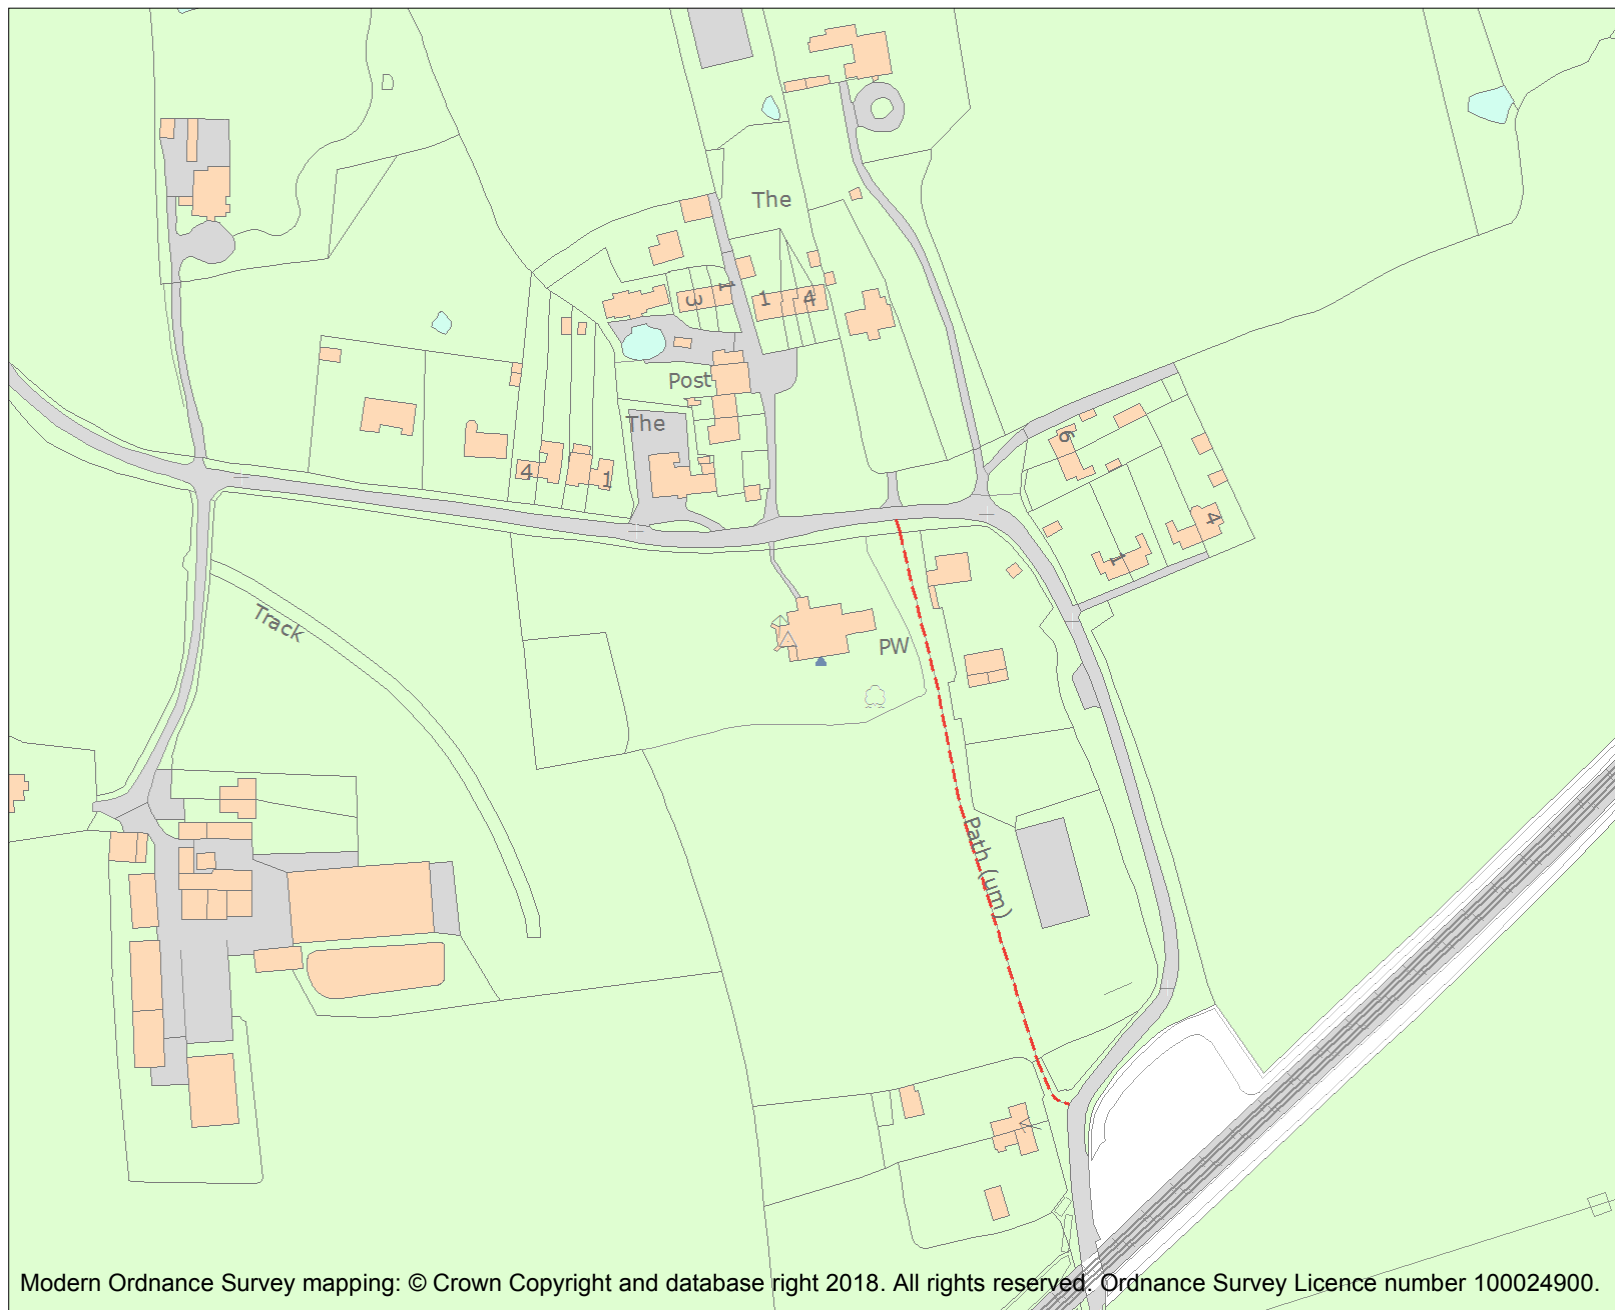 The
3
1
1
4
Post
The
6
4
1
4
1
Track
PW
Path (um)
Modern Ordnance Survey mapping: © Crown Copyright and database right 2018. All rights reserved. Ordnance Survey Licence number 100024900.